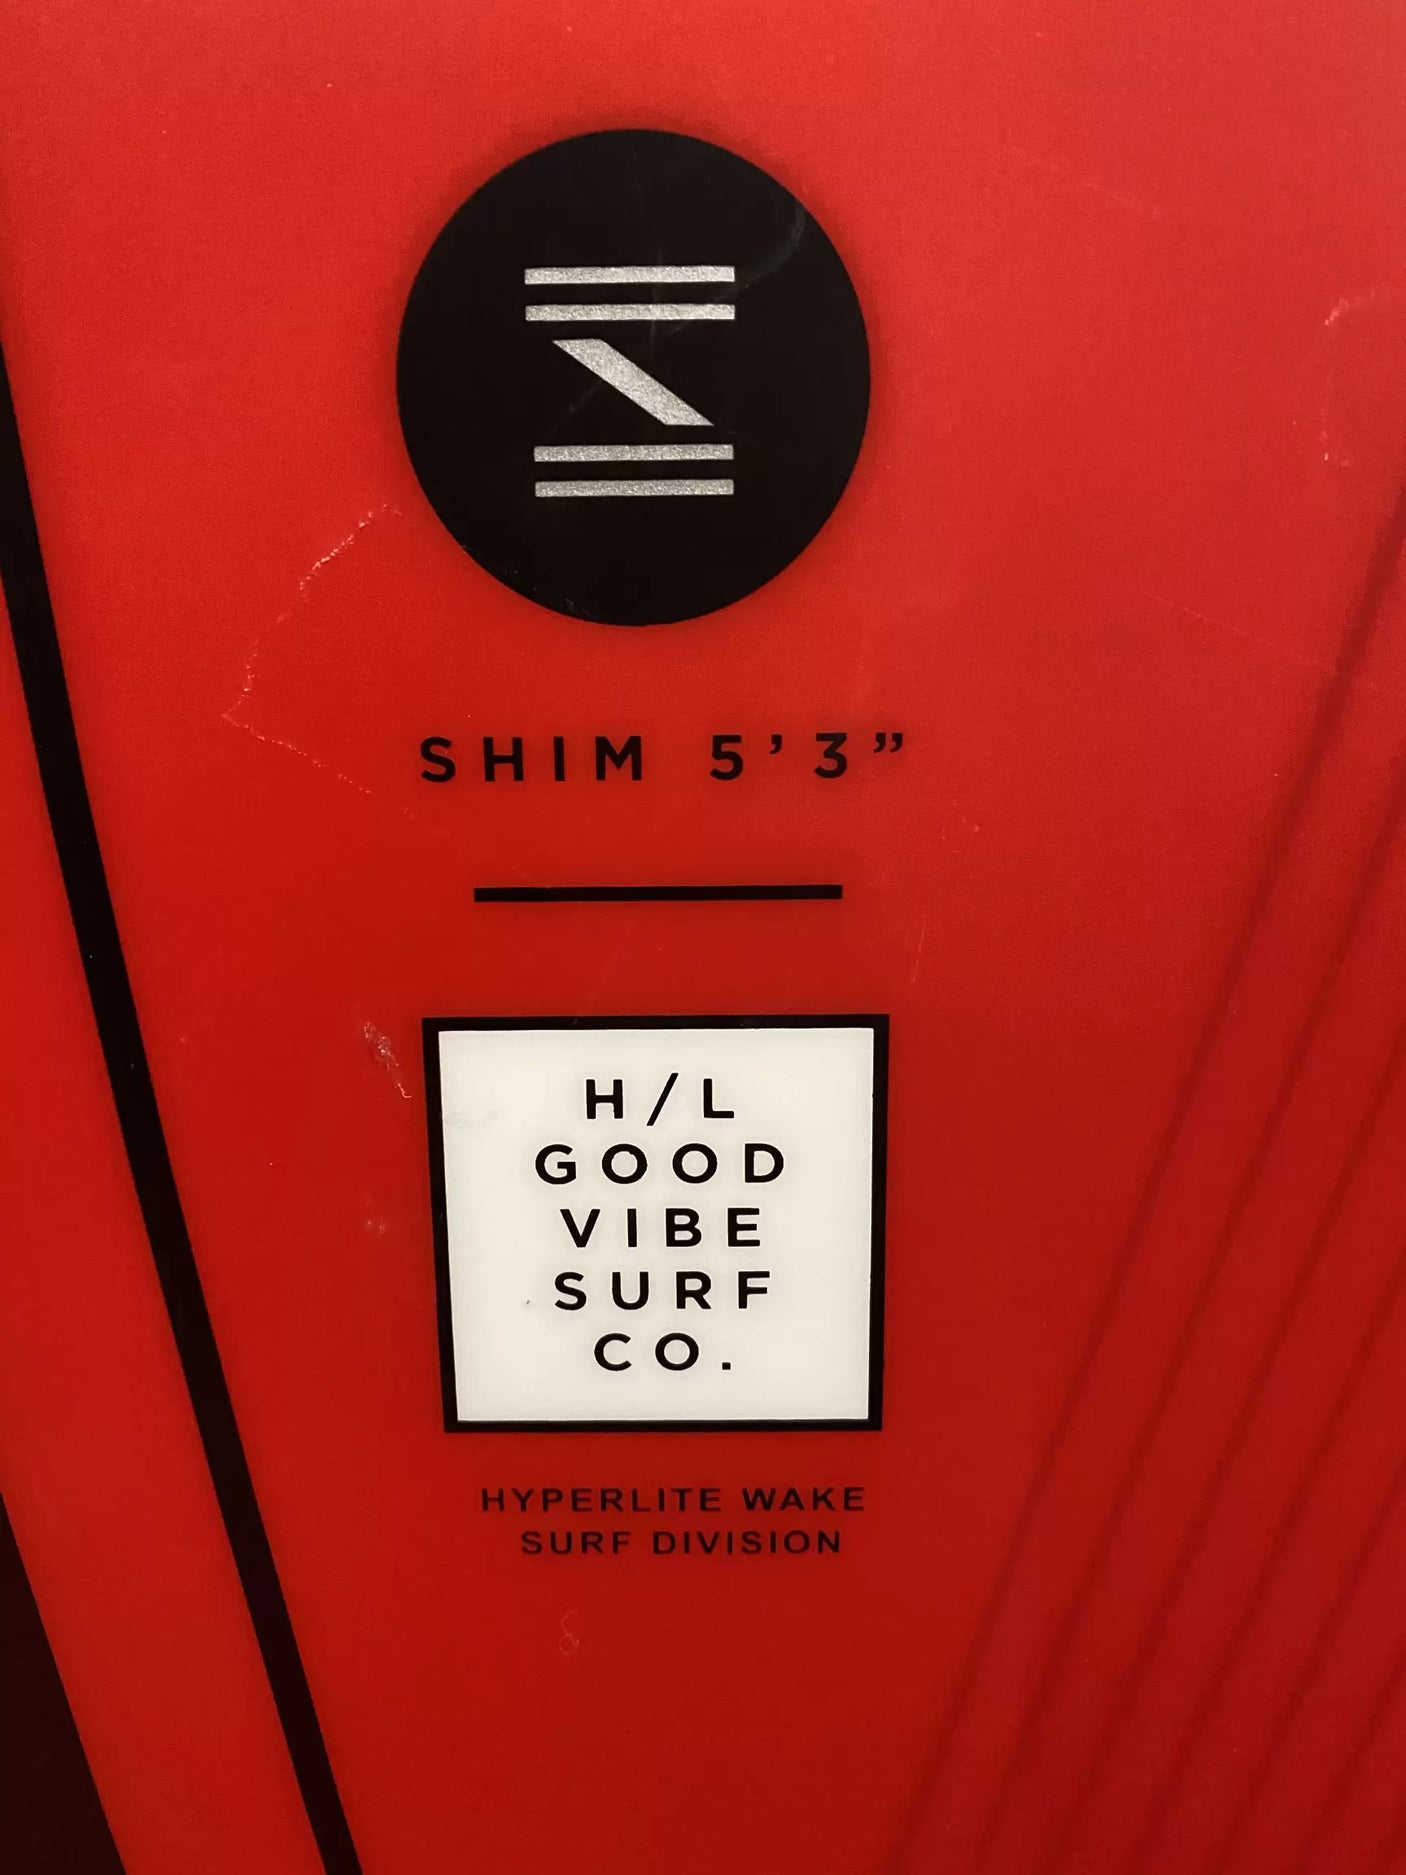 SHIM 5’3”
H/L
GOOD
VIBE
SURF
CO.
HYPERLITE WAKE
SURF DIVISION